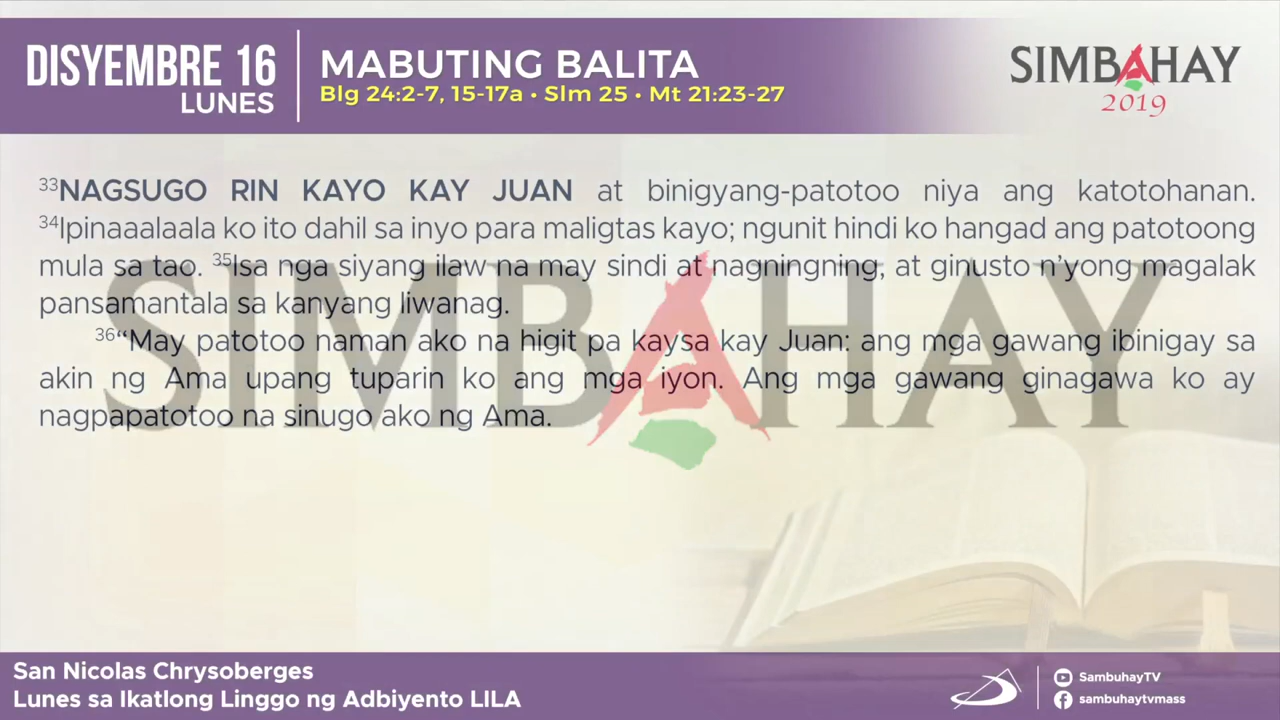 DISYEMBRE 16
LUNES
MABUTING BALITA
Blg 24:2-7, 15-17a • Slm 25 • Mt 21:23-27
SIMBAHAY
2019
³³NAGSUGO RIN KAYO KAY JUAN at binigyang-patotoo niya ang katotohanan.
³⁴Ipinaaalaala ko ito dahil sa inyo para maligtas kayo; ngunit hindi ko hangad ang patotoong
mula sa tao. ³⁵Isa nga siyang ilaw na may sindi at nagningning, at ginusto n’yong magalak
pansamantala sa kanyang liwanag.
³⁶“May patotoo naman ako na higit pa kaysa kay Juan: ang mga gawang ibinigay sa
akin ng Ama upang tuparin ko ang mga iyon. Ang mga gawang ginagawa ko ay
nagpapatotoo na sinugo ako ng Ama.
SIMBAHAY
San Nicolas Chrysoberges
Lunes sa Ikatlong Linggo ng Adbiyento LILA
SambuhayTV
sambuhaytvmass